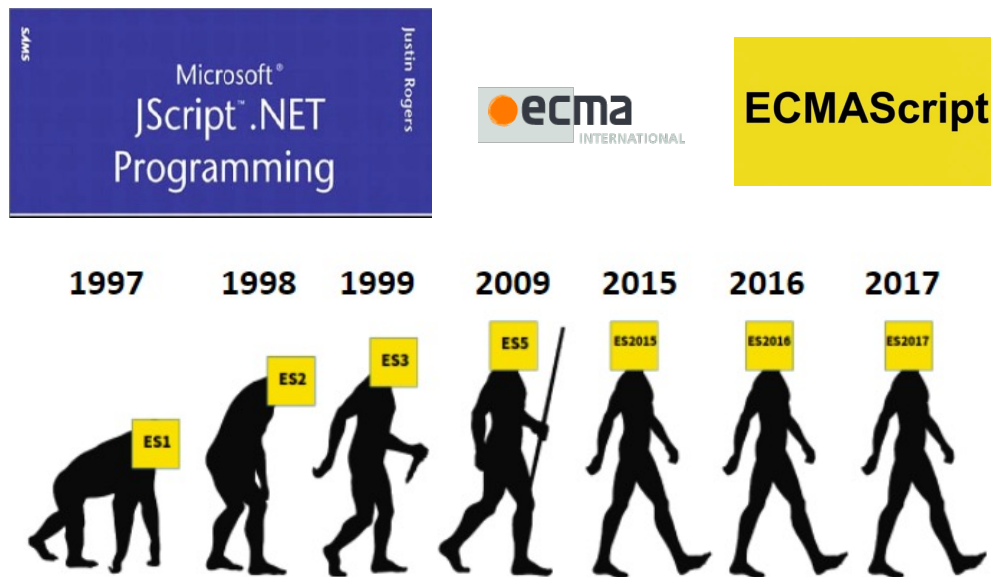 SAMS
Microsoft®
JScript™.NET
Programming
Justin Rogers
ecma
INTERNATIONAL
ECMAScript
1997 1998 1999 2009 2015 2016 2017
ES1 ES2 ES3 ES5 ES2015 ES2016 ES2017